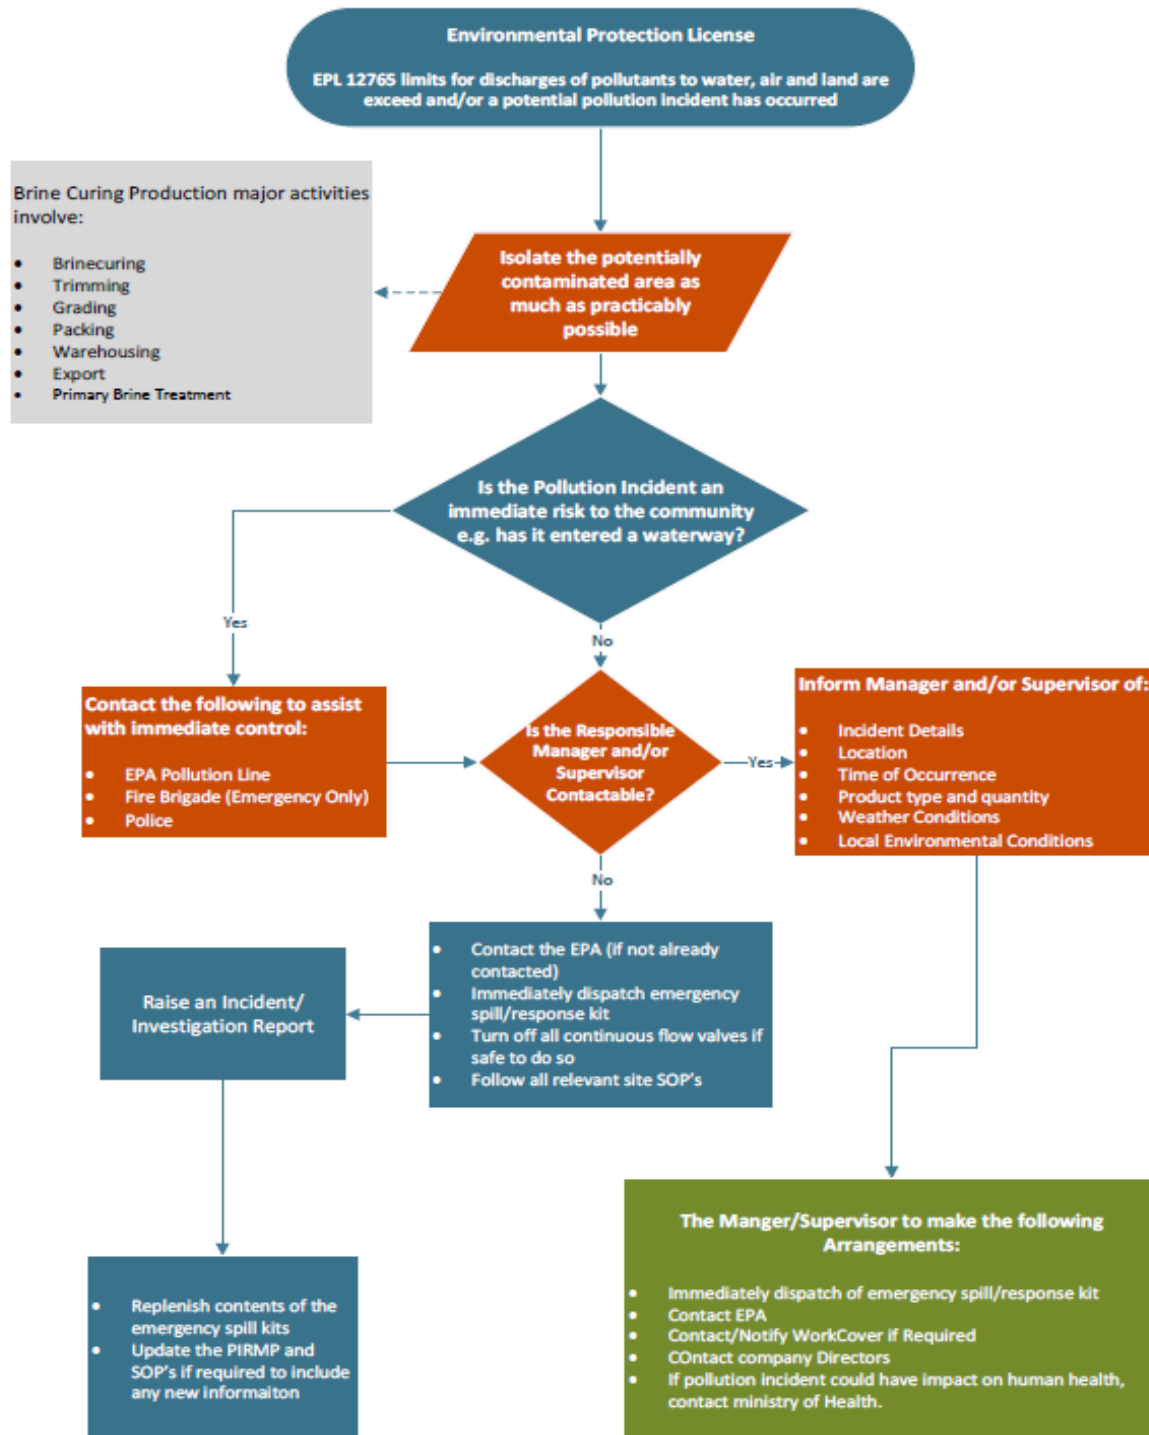 Environmental Protection License
EPL 12765 limits for discharges of pollutants to water, air and land are
exceed and/or a potential pollution incident has occurred
Brine Curing Production major activities
involve:
• Brinecuring
• Trimming
• Grading
• Packing
• Warehousing
• Export
• Primary Brine Treatment
Isolate the potentially
contaminated area as
much as practicably
possible
Is the Pollution Incident an
immediate risk to the community
e.g. has it entered a waterway?
Yes
No
Contact the following to assist
with immediate control:
• EPA Pollution Line
• Fire Brigade (Emergency Only)
• Police
Is the Responsible
Manager and/or
Supervisor
Contactable?
Yes
Inform Manager and/or Supervisor of:
• Incident Details
• Location
• Time of Occurrence
• Product type and quantity
• Weather Conditions
• Local Environmental Conditions
No
• Contact the EPA (if not already
contacted)
• Immediately dispatch emergency
spill/response kit
• Turn off all continuous flow valves if
safe to do so
• Follow all relevant site SOP's
Raise an Incident/
Investigation Report
• Replenish contents of the
emergency spill kits
• Update the PIRMP and
SOP's if required to include
any new informaiton
The Manger/Supervisor to make the following
Arrangements:
• Immediately dispatch of emergency spill/response kit
• Contact EPA
• Contact/Notify WorkCover if Required
• COntact company Directors
• If pollution incident could have impact on human health,
contact ministry of Health.